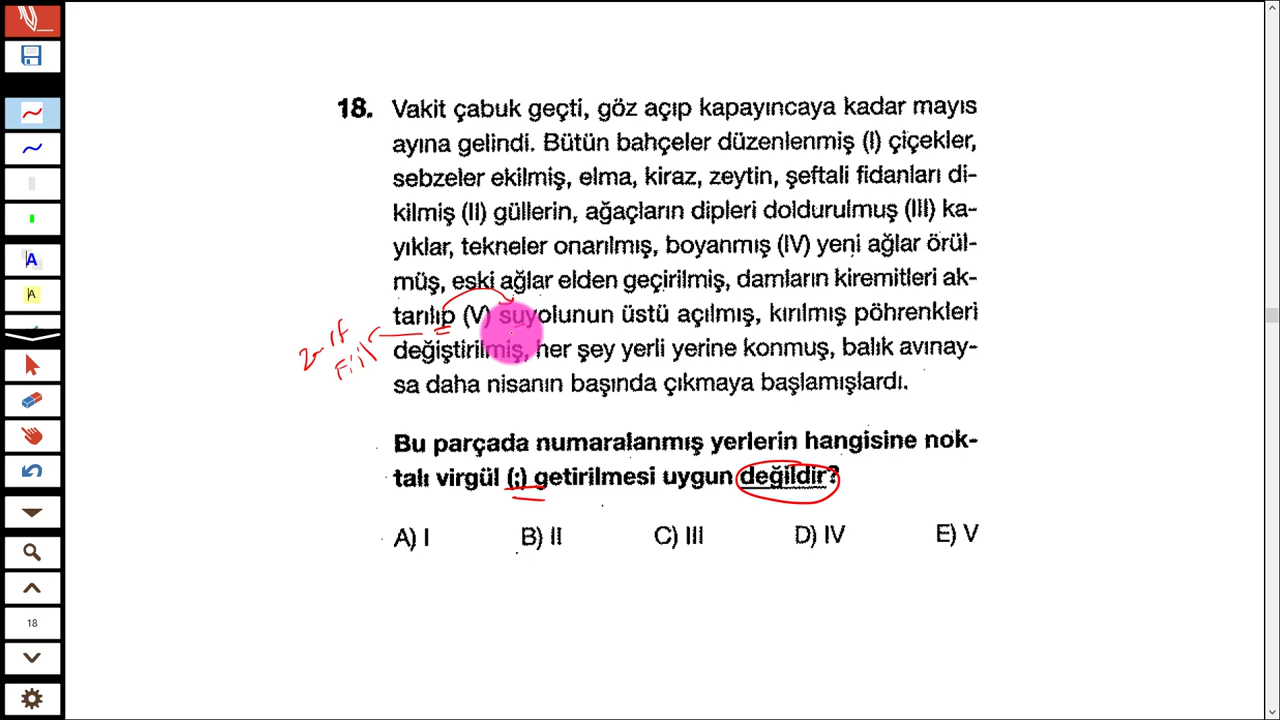 18. Vakit çabuk geçti, göz açıp kapayıncaya kadar mayıs
ayına gelindi. Bütün bahçeler düzenlenmiş (I) çiçekler,
sebzeler ekilmiş, elma, kiraz, zeytin, şeftali fidanları di-
kilmiş (II) güllerin, ağaçların dipleri doldurulmuş (III) ka-
yıklar, tekneler onarılmış, boyanmış (IV) yeni ağlar örül-
müş, eski ağlar elden geçirilmiş, damların kiremitleri ak-
tarılıp (V) suyolunun üstü açılmış, kırılmış pöhrenkleri
zarf
fiil
değiştirilmiş, her şey yerli yerine konmuş, balık avınay-
sa daha nisanın başında çıkmaya başlamışlardı.
Bu parçada numaralanmış yerlerin hangisine nok-
talı virgül (;) getirilmesi uygun değildir?
A) I B) II C) III D) IV E) V
A
A
18